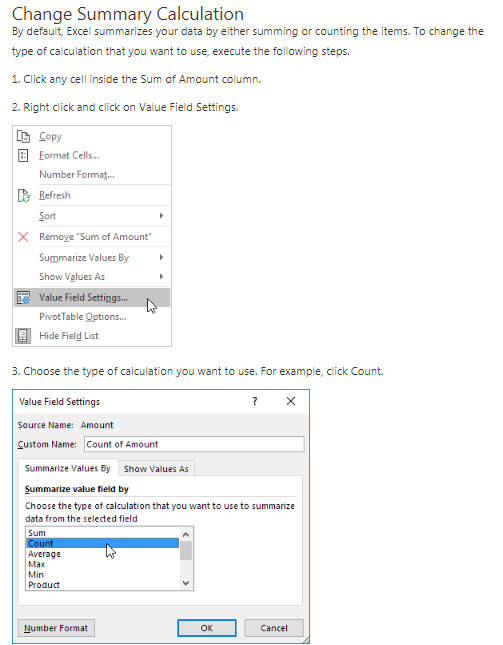 Change Summary Calculation
By default, Excel summarizes your data by either summing or counting the items. To change the
type of calculation that you want to use, execute the following steps.
1. Click any cell inside the Sum of Amount column.
2. Right click and click on Value Field Settings.
Copy
Format Cells...
Number Format...
Refresh
Sort
Remove "Sum of Amount"
Summarize Values By
Show Values As
Value Field Settings...
PivotTable Options...
Hide Field List
3. Choose the type of calculation you want to use. For example, click Count.
Value Field Settings ? X
Source Name: Amount
Custom Name: Count of Amount
Summarize Values By Show Values As
Summarize value field by
Choose the type of calculation that you want to use to summarize
data from the selected field
Sum
Count
Average
Max
Min
Product
Number Format OK Cancel